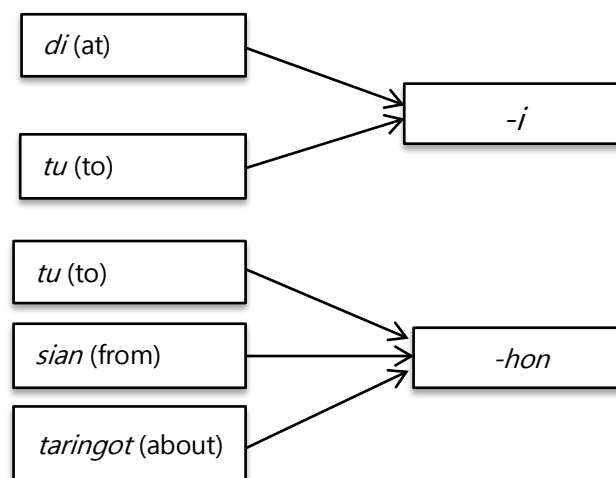 di (at)
-i
tu (to)
tu (to)
sian (from)
-hon
taringot (about)